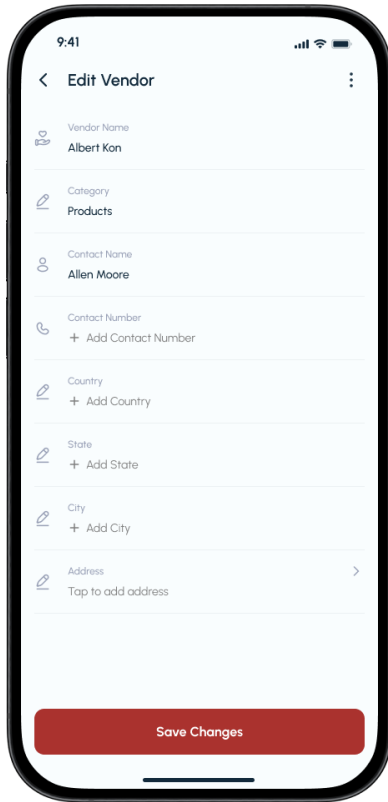 9:41
Edit Vendor
Vendor Name
Albert Kon
Category
Products
Contact Name
Allen Moore
Contact Number
+ Add Contact Number
Country
+ Add Country
State
+ Add State
City
+ Add City
Address
Tap to add address
Save Changes